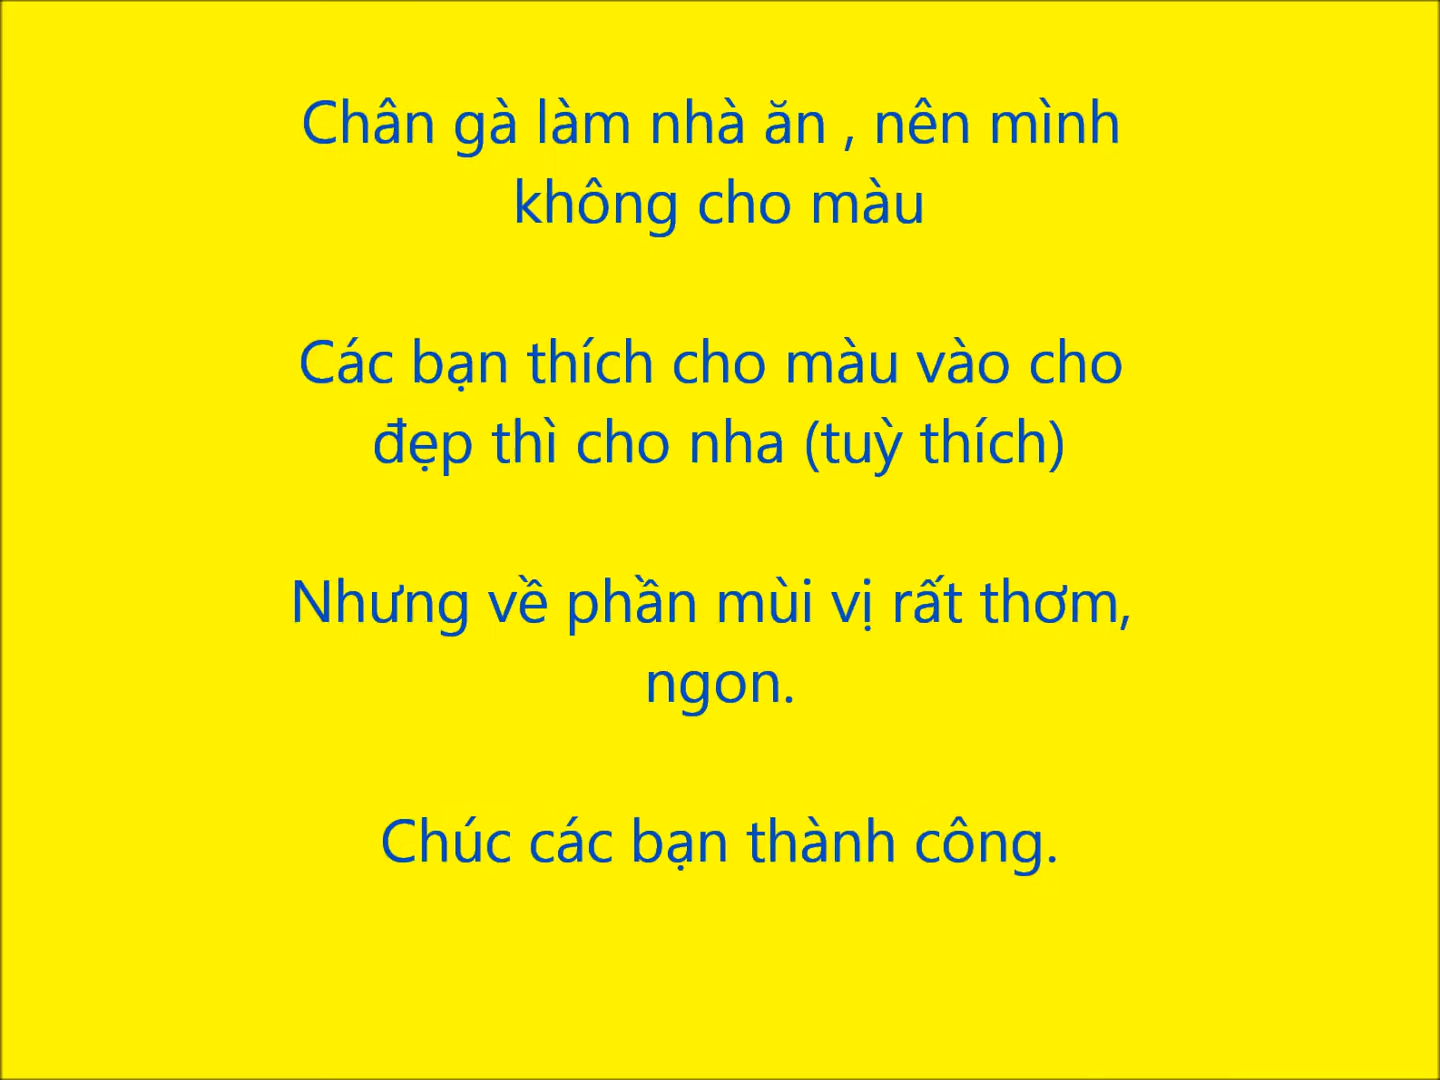 Chân gà làm nhà ăn , nên mình
không cho màu
Các bạn thích cho màu vào cho
đẹp thì cho nha (tuỳ thích)
Nhưng về phần mùi vị rất thơm,
ngon.
Chúc các bạn thành công.